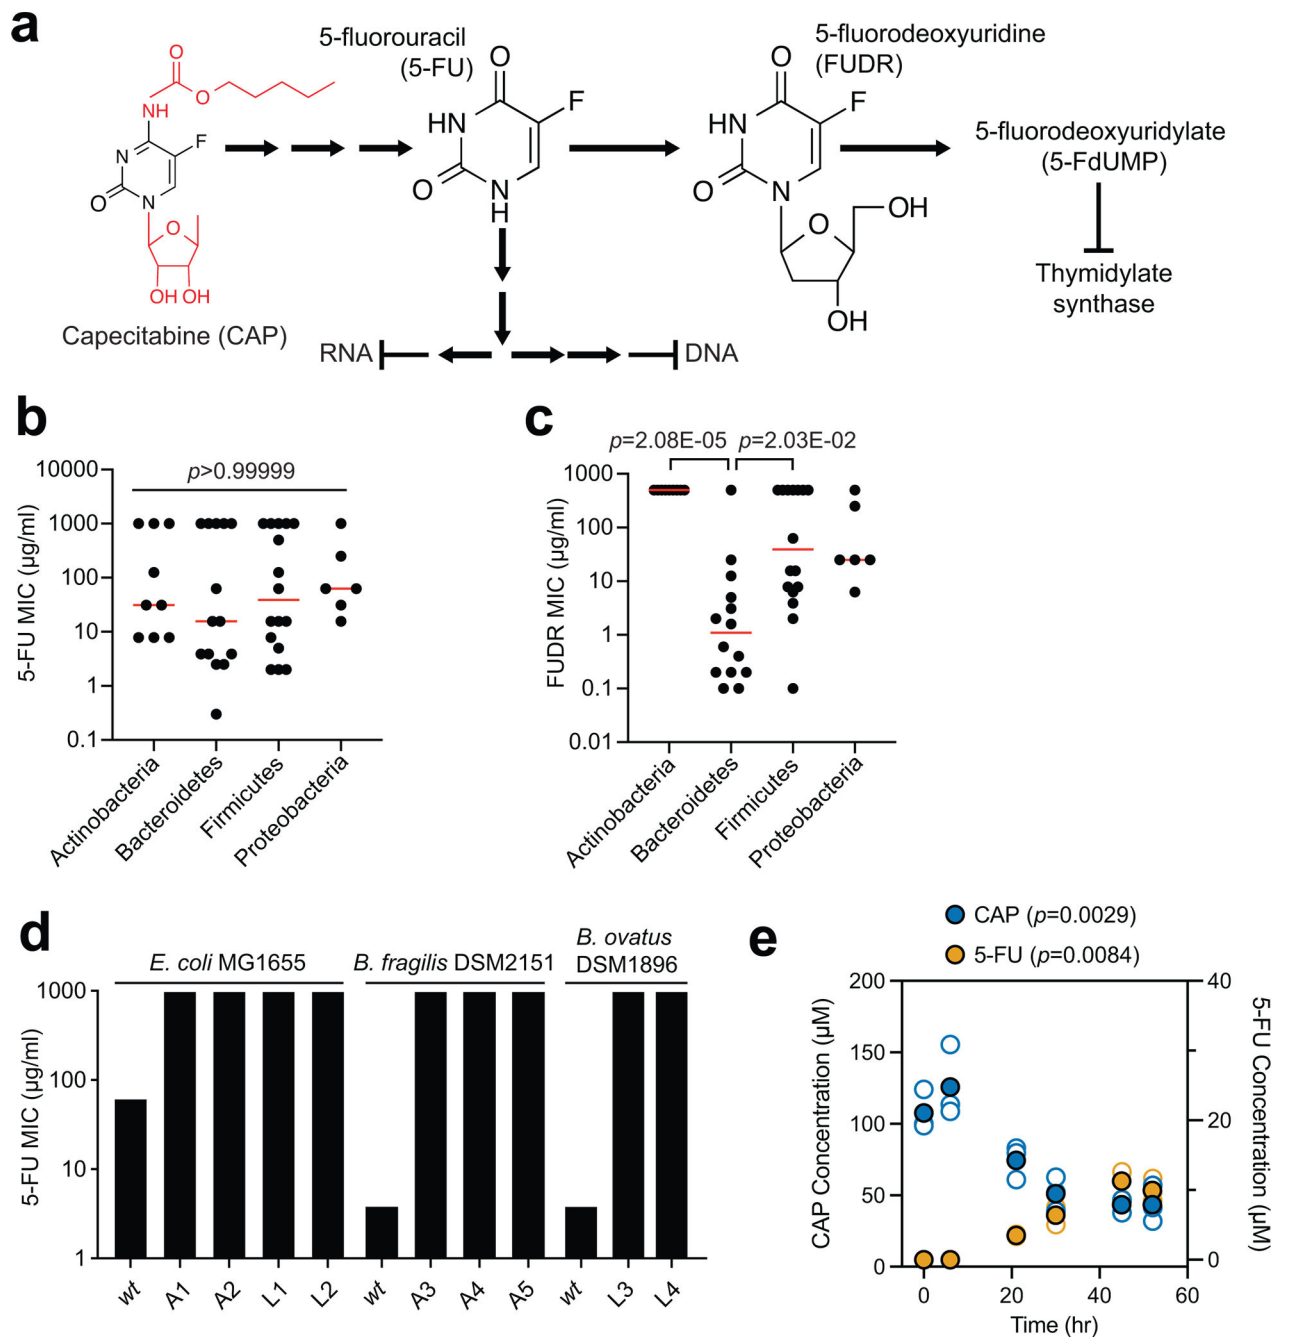 a
5-fluorouracil
(5-FU)
5-fluorodeoxyuridine
(FUDR)
O
O
NH
N
F
N
O
N
O
OH OH
Capecitabine (CAP)
O
F
HN
O
N
H
O
F
HN
O
N
O
OH
OH
5-fluorodeoxyuridylate
(5-FdUMP)
Thymidylate
synthase
RNA
DNA
b
p>0.99999
5-FU MIC (µg/ml)
10000
1000
100
10
1
0.1
Actinobacteria
Bacteroidetes
Firmicutes
Proteobacteria
c
p=2.08E-05
p=2.03E-02
FUDR MIC (µg/ml)
1000
100
10
1
0.1
0.01
Actinobacteria
Bacteroidetes
Firmicutes
Proteobacteria
d
E. coli MG1655
B. fragilis DSM2151
B. ovatus
DSM1896
5-FU MIC (µg/ml)
1000
100
10
1
wt
A1
A2
L1
L2
wt
A3
A4
A5
wt
L3
L4
e
CAP (p=0.0029)
5-FU (p=0.0084)
CAP Concentration (µM)
200
150
100
50
0
40
20
0
5-FU Concentration (µM)
0
20
40
60
Time (hr)